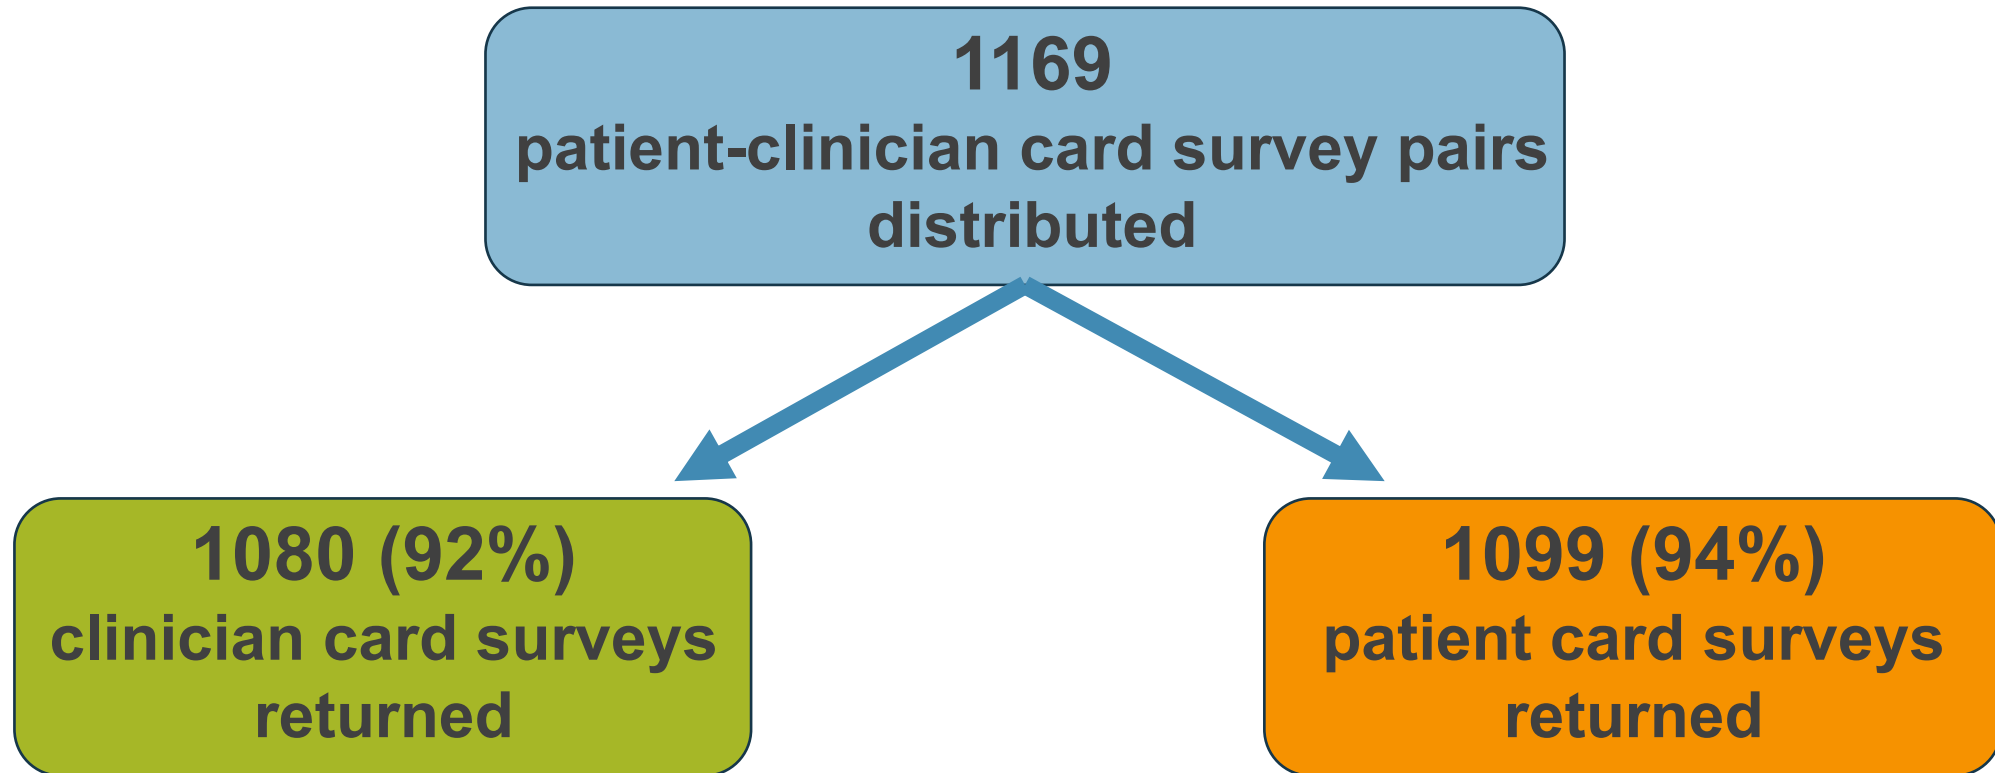 1169
patient-clinician card survey pairs
distributed
1080 (92%)
clinician card surveys
returned
1099 (94%)
patient card surveys
returned